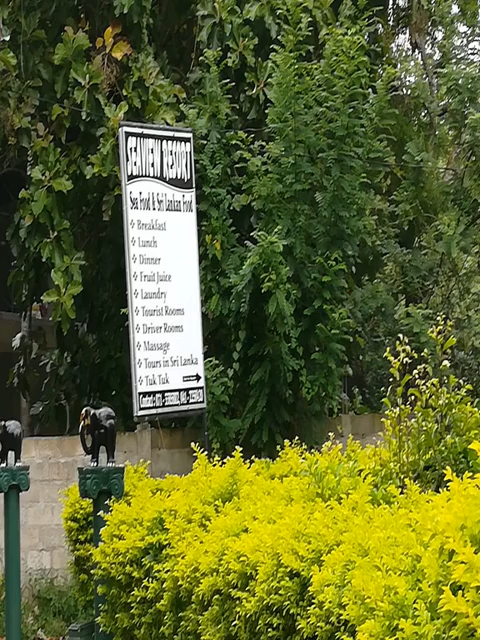 SEAVIEW RESORT
Sea Food & Sri Lankan Food
Breakfast
Lunch
Dinner
Fruit Juice
Laundry
Tourist Rooms
Driver Rooms
Massage
Tours in Sri Lanka
Tuk Tuk
Contact :